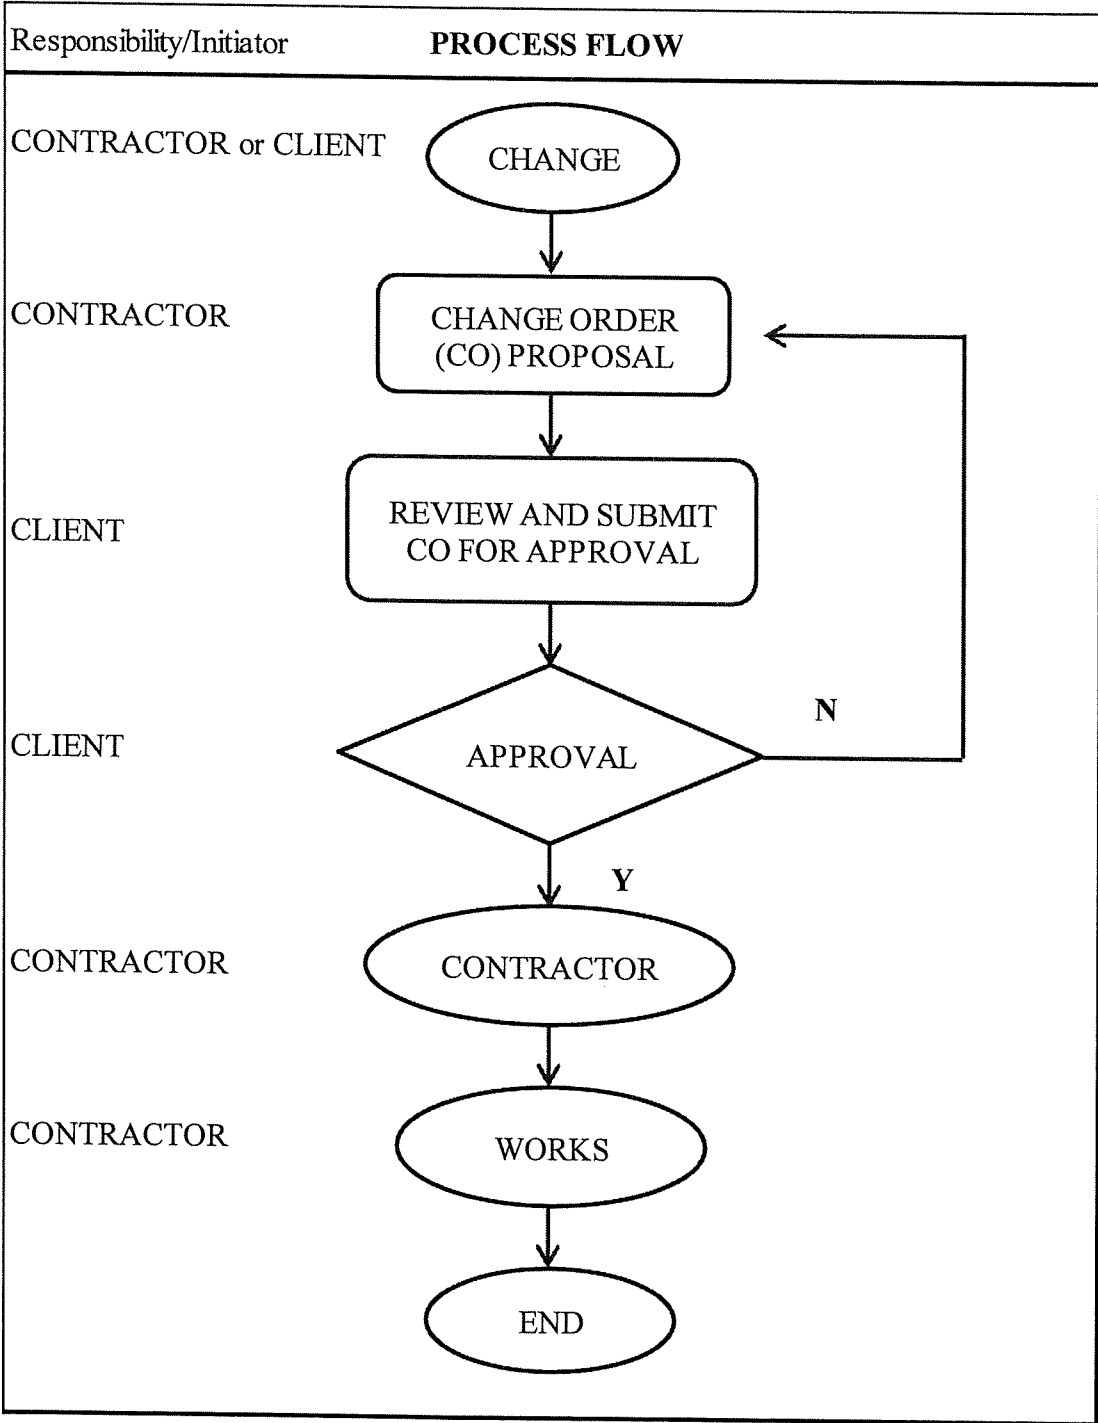 Responsibility/Initiator PROCESS FLOW
CONTRACTOR or CLIENT CHANGE
CONTRACTOR CHANGE ORDER
(CO) PROPOSAL
CLIENT REVIEW AND SUBMIT
CO FOR APPROVAL
N
CLIENT APPROVAL
Y
CONTRACTOR CONTRACTOR
CONTRACTOR WORKS
END